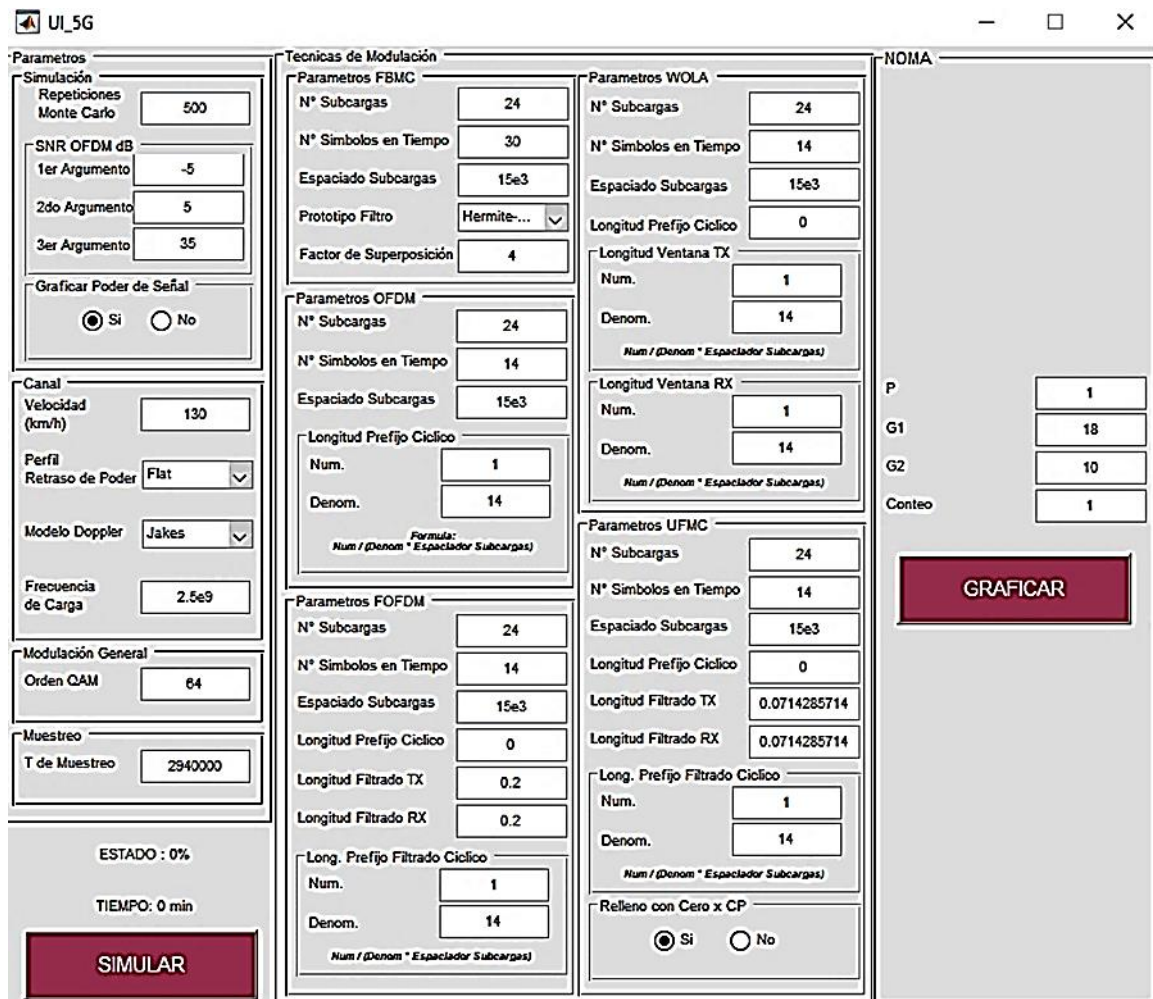 UI_5G
Parametros
Simulación
Repeticiones
Monte Carlo
500
SNR OFDM dB
1er Argumento
-5
2do Argumento
5
3er Argumento
35
Graficar Poder de Señal
Si
No
Canal
Velocidad
(km/h)
130
Perfil
Retraso de Poder
Flat
Modelo Doppler
Jakes
Frecuencia
de Carga
2.5e9
Modulación General
Orden QAM
64
Muestreo
T de Muestreo
2940000
ESTADO : 0%
TIEMPO: 0 min
SIMULAR
Tecnicas de Modulación
Parametros FBMC
N° Subcargas
24
N° Simbolos en Tiempo
30
Espaciado Subcargas
15e3
Prototipo Filtro
Hermite-...
Factor de Superposición
4
Parametros OFDM
N° Subcargas
24
N° Simbolos en Tiempo
14
Espaciado Subcargas
15e3
Longitud Prefijo Ciclico
Num.
1
Denom.
14
Formula:
Num / (Denom * Espaciador Subcargas)
Parametros FOFDM
N° Subcargas
24
N° Simbolos en Tiempo
14
Espaciado Subcargas
15e3
Longitud Prefijo Ciclico
0
Longitud Filtrado TX
0.2
Longitud Filtrado RX
0.2
Long. Prefijo Filtrado Ciclico
Num.
1
Denom.
14
Num / (Denom * Espaciador Subcargas)
Parametros WOLA
N° Subcargas
24
N° Simbolos en Tiempo
14
Espaciado Subcargas
15e3
Longitud Prefijo Ciclico
0
Longitud Ventana TX
Num.
1
Denom.
14
Num / (Denom * Espaciador Subcargas)
Longitud Ventana RX
Num.
1
Denom.
14
Num / (Denom * Espaciador Subcargas)
Parametros UFMC
N° Subcargas
24
N° Simbolos en Tiempo
14
Espaciado Subcargas
15e3
Longitud Prefijo Ciclico
0
Longitud Filtrado TX
0.0714285714
Longitud Filtrado RX
0.0714285714
Long. Prefijo Filtrado Ciclico
Num.
1
Denom.
14
Num / (Denom * Espaciador Subcargas)
Relleno con Cero x CP
Si
No
NOMA
P
1
G1
18
G2
10
Conteo
1
GRAFICAR